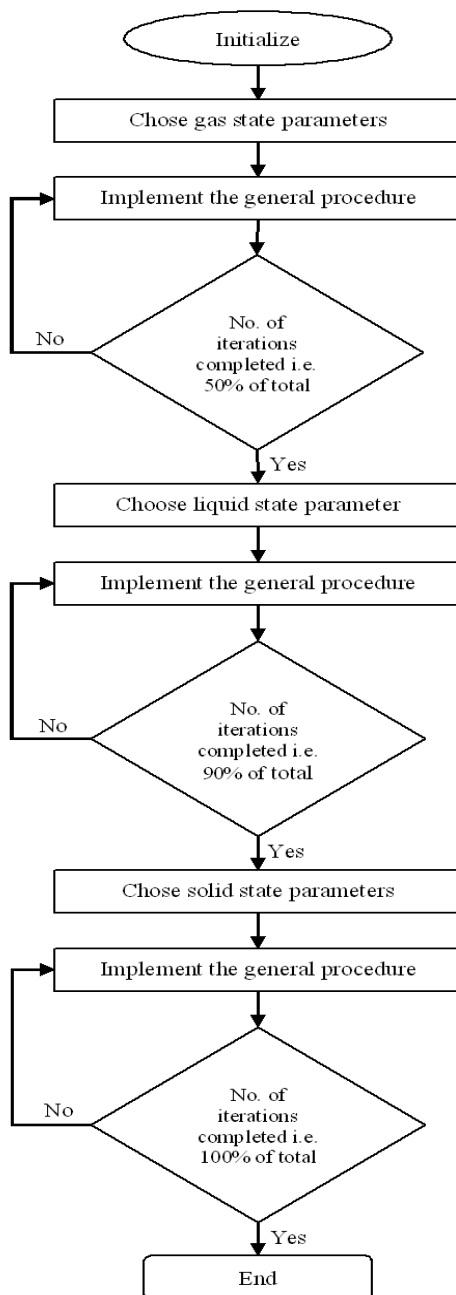 Initialize
Chose gas state parameters
Implement the general procedure
No. of
iterations
completed i.e.
50% of total
No
Yes
Choose liquid state parameter
Implement the general procedure
No. of
iterations
completed i.e.
90% of total
No
Yes
Chose solid state parameters
Implement the general procedure
No. of
iterations
completed i.e.
100% of total
No
Yes
End